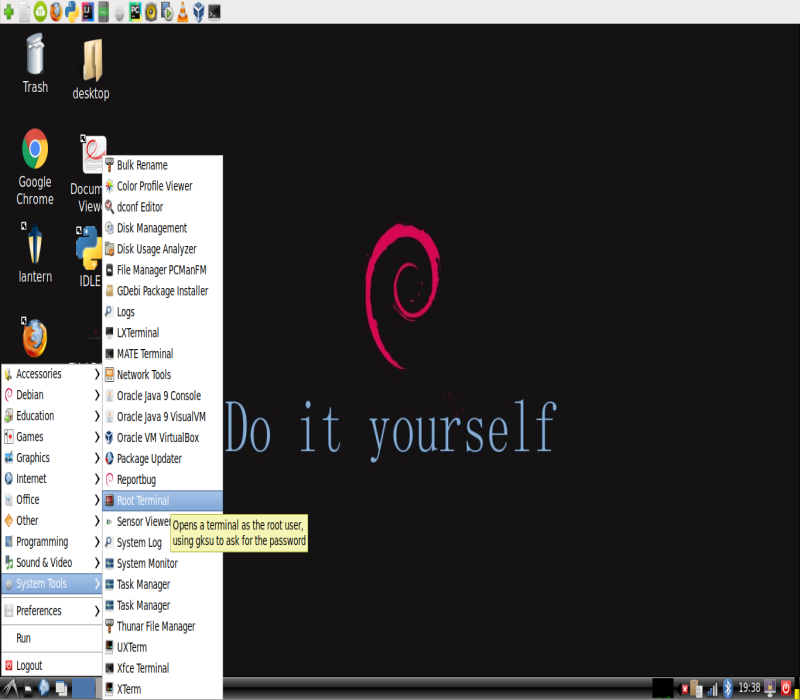 Trash
desktop
Google
Chrome
Docum
View
lantern
IDLE
Bulk Rename
Color Profile Viewer
dconf Editor
Disk Management
Disk Usage Analyzer
File Manager PCManFM
GDebi Package Installer
Logs
LXTerminal
MATE Terminal
Network Tools
Oracle Java 9 Console
Oracle Java 9 VisualVM
Oracle VM VirtualBox
Package Updater
Reportbug
Root Terminal
Sensor Viewer
System Log
System Monitor
Task Manager
Task Manager
Thunar File Manager
UXTerm
Xfce Terminal
XTerm
Opens a terminal as the root user,
using gksu to ask for the password
Accessories
Debian
Education
Games
Graphics
Internet
Office
Other
Programming
Sound & Video
System Tools
Preferences
Run
Logout
Do it yourself
19:38